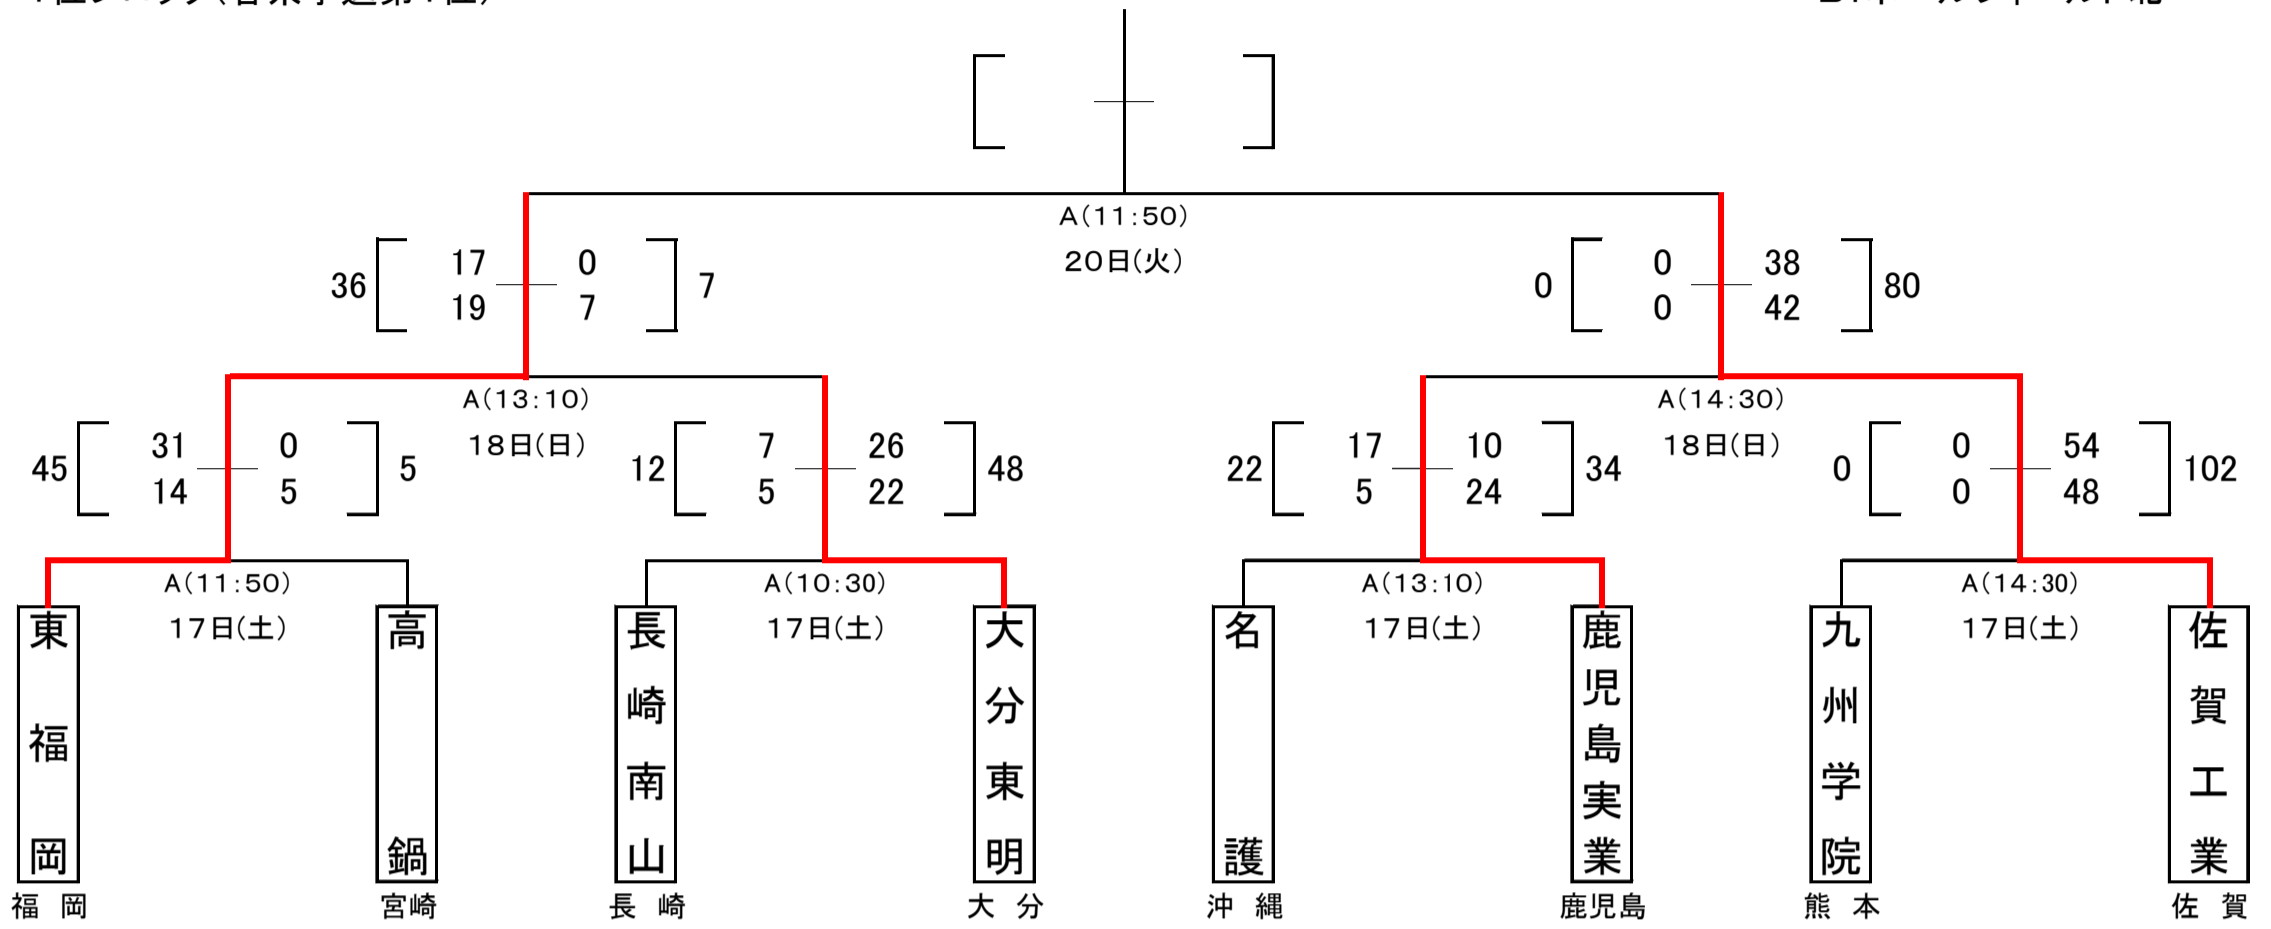 A(11:50)
20日(火)
36 17 0 7
19 7
0 0 38 80
0 42
A(13:10)
18日(日)
A(14:30)
18日(日)
45 31 0 5
14 5
12 7 26 48
5 22
22 17 10 34
5 24
0 0 54 102
0 48
A(11:50)
17日(土)
A(10:30)
17日(土)
A(13:10)
17日(土)
A(14:30)
17日(土)
東福岡
高鍋
長崎南山
大分東明
名護
鹿児島実業
九州学院
佐賀工業
福岡
宮崎
長崎
大分
沖縄
鹿児島
熊本
佐賀